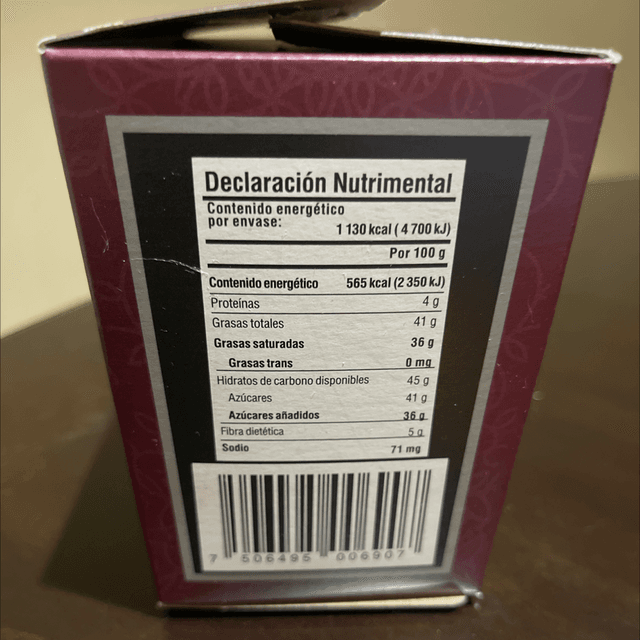 Declaración Nutrimental
Contenido energético
por envase:
1 130 kcal ( 4 700 kJ)
Por 100 g
Contenido energético 565 kcal (2 350 kJ)
Proteínas 4 g
Grasas totales 41 g
Grasas saturadas 36 g
Grasas trans 0 mg
Hidratos de carbono disponibles 45 g
Azúcares 41 g
Azúcares añadidos 36 g
Fibra dietética 5 g
Sodio 71 mg
7 506495 006907